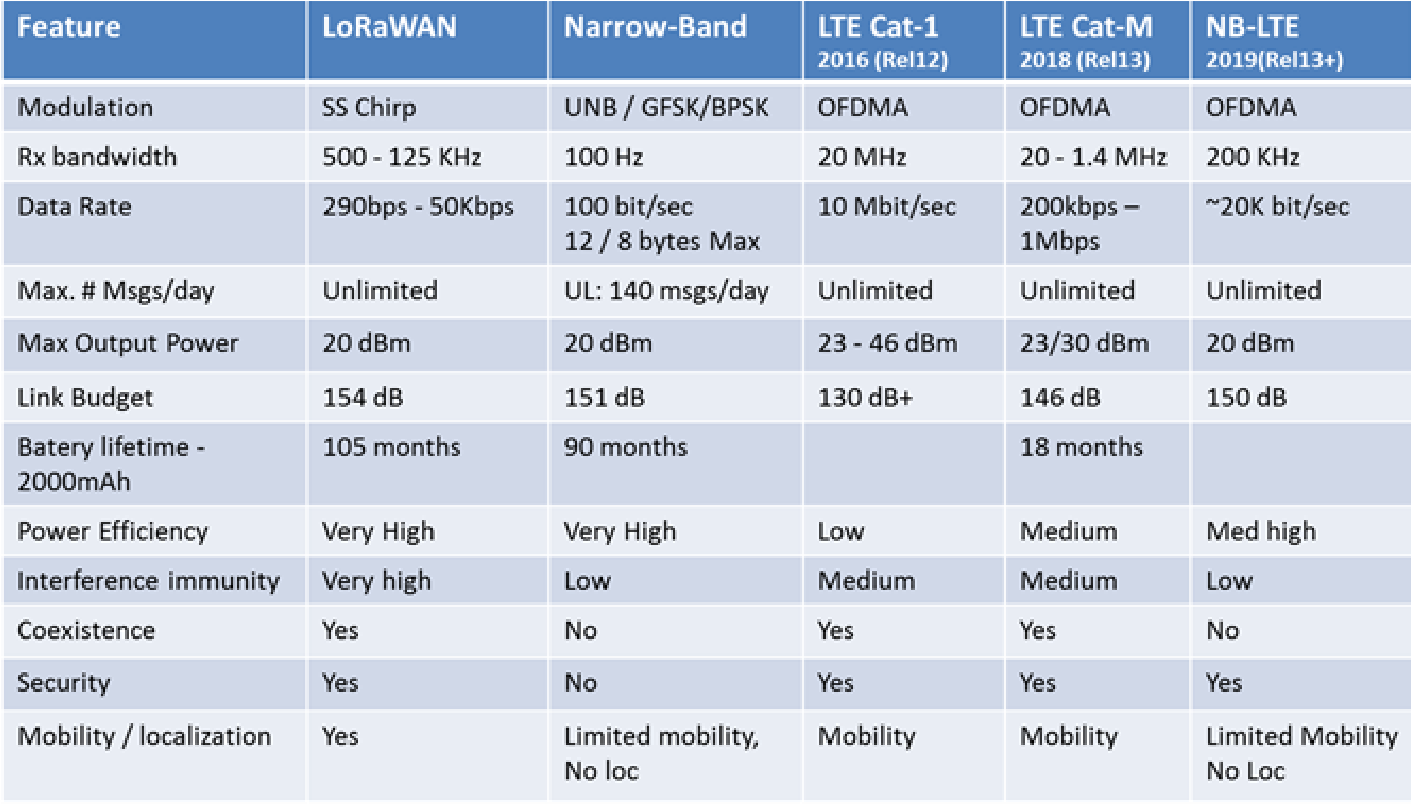 Feature LoRaWAN Narrow-Band LTE Cat-1 LTE Cat-M NB-LTE
2016 (Rel12) 2018 (Rel13) 2019(Rel13+)
Modulation SS Chirp UNB / GFSK/BPSK OFDMA OFDMA OFDMA
Rx bandwidth 500 - 125 KHz 100 Hz 20 MHz 20 - 1.4 MHz 200 KHz
Data Rate 290bps - 50Kbps 100 bit/sec 10 Mbit/sec 200kbps – ~20K bit/sec
12 / 8 bytes Max 1Mbps
Max. # Msgs/day Unlimited UL: 140 msgs/day Unlimited Unlimited Unlimited
Max Output Power 20 dBm 20 dBm 23 - 46 dBm 23/30 dBm 20 dBm
Link Budget 154 dB 151 dB 130 dB+ 146 dB 150 dB
Batery lifetime - 105 months 90 months 18 months
2000mAh
Power Efficiency Very High Very High Low Medium Med high
Interference immunity Very high Low Medium Medium Low
Coexistence Yes No Yes Yes No
Security Yes No Yes Yes Yes
Mobility / localization Yes Limited mobility, Mobility Mobility Limited Mobility
No loc No Loc